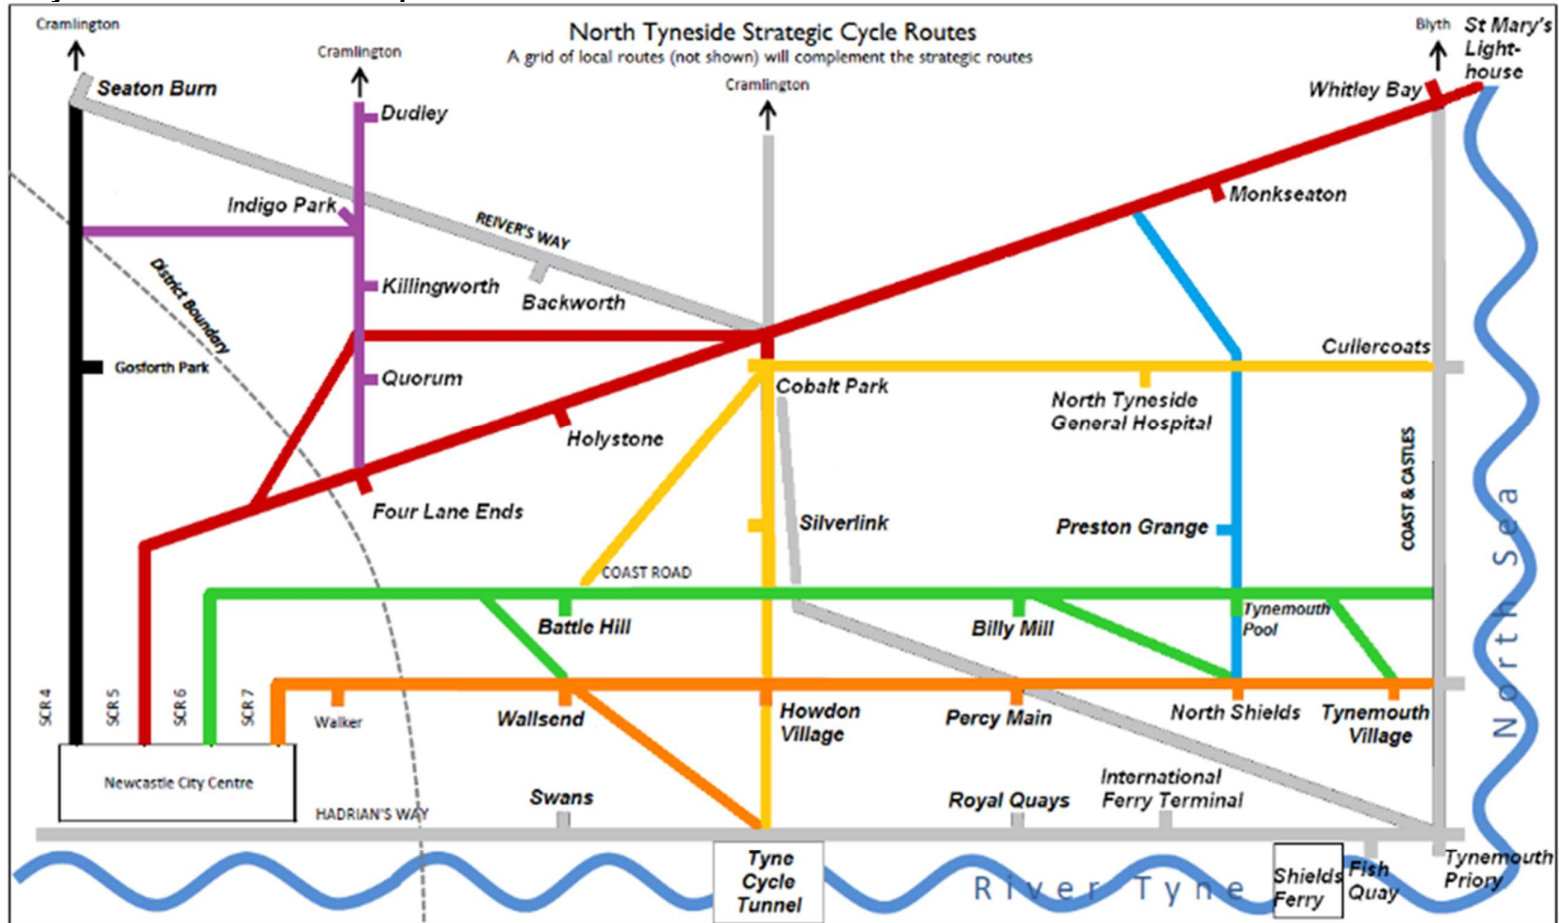 North Tyneside Strategic Cycle Routes
A grid of local routes (not shown) will complement the strategic routes
Cramlington
Cramlington
Cramlington
Blyth
St Mary's
Light-
house
Seaton Burn
Dudley
Whitley Bay
Indigo Park
REIVER'S WAY
Monkseaton
District Boundary
Killingworth
Backworth
Gosforth Park
Quorum
Cobalt Park
Cullercoats
North Tyneside
General Hospital
Holystone
COAST & CASTLES
Four Lane Ends
Silverlink
Preston Grange
COAST ROAD
Battle Hill
Billy Mill
Tynemouth
Pool
North Sea
SCR 4
SCR 5
SCR 6
SCR 7
Walker
Wallsend
Howdon
Village
Percy Main
North Shields
Tynemouth
Village
Newcastle City Centre
HADRIAN'S WAY
Swans
Royal Quays
International
Ferry Terminal
Tyne
Cycle
Tunnel
River Tyne
Shields
Ferry
Fish
Quay
Tynemouth
Priory